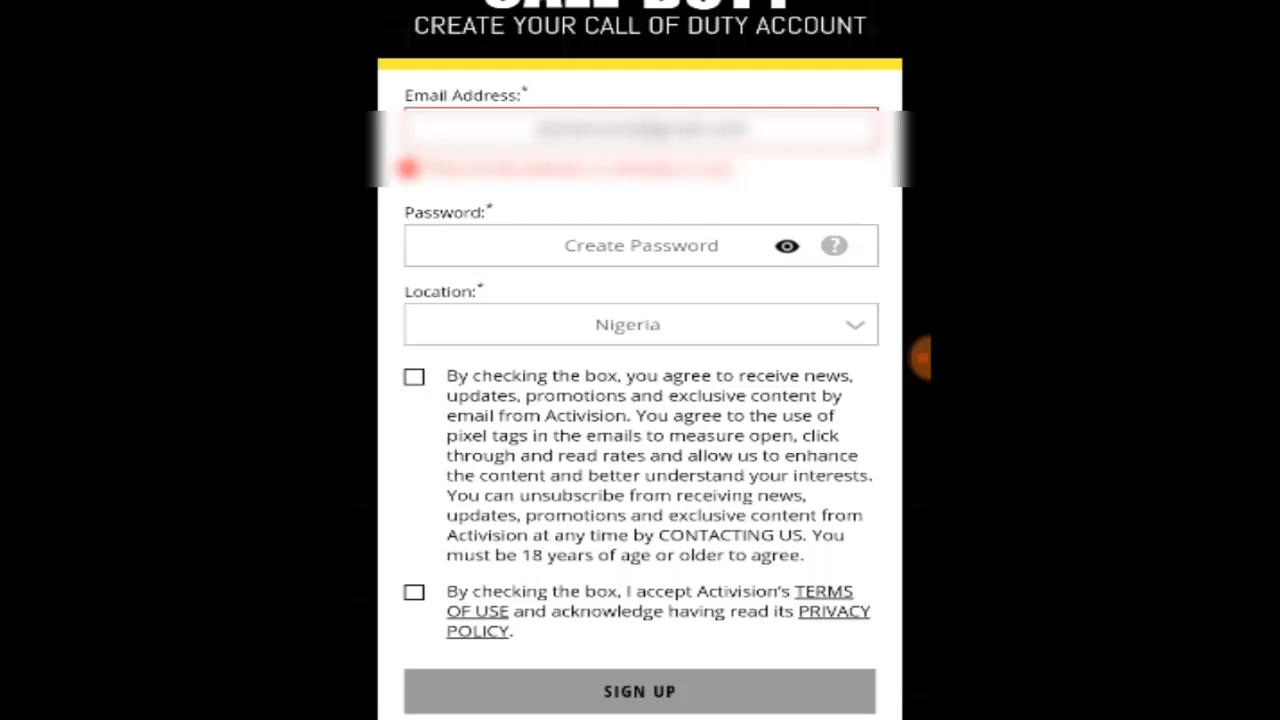 CALL OF DUTY
CREATE YOUR CALL OF DUTY ACCOUNT
Email Address:*
Password:*
Create Password
?
Location:*
Nigeria
By checking the box, you agree to receive news,
updates, promotions and exclusive content by
email from Activision. You agree to the use of
pixel tags in the emails to measure open, click
through and read rates and allow us to enhance
the content and better understand your interests.
You can unsubscribe from receiving news,
updates, promotions and exclusive content from
Activision at any time by CONTACTING US. You
must be 18 years of age or older to agree.
By checking the box, I accept Activision's TERMS
OF USE and acknowledge having read its PRIVACY
POLICY.
SIGN UP